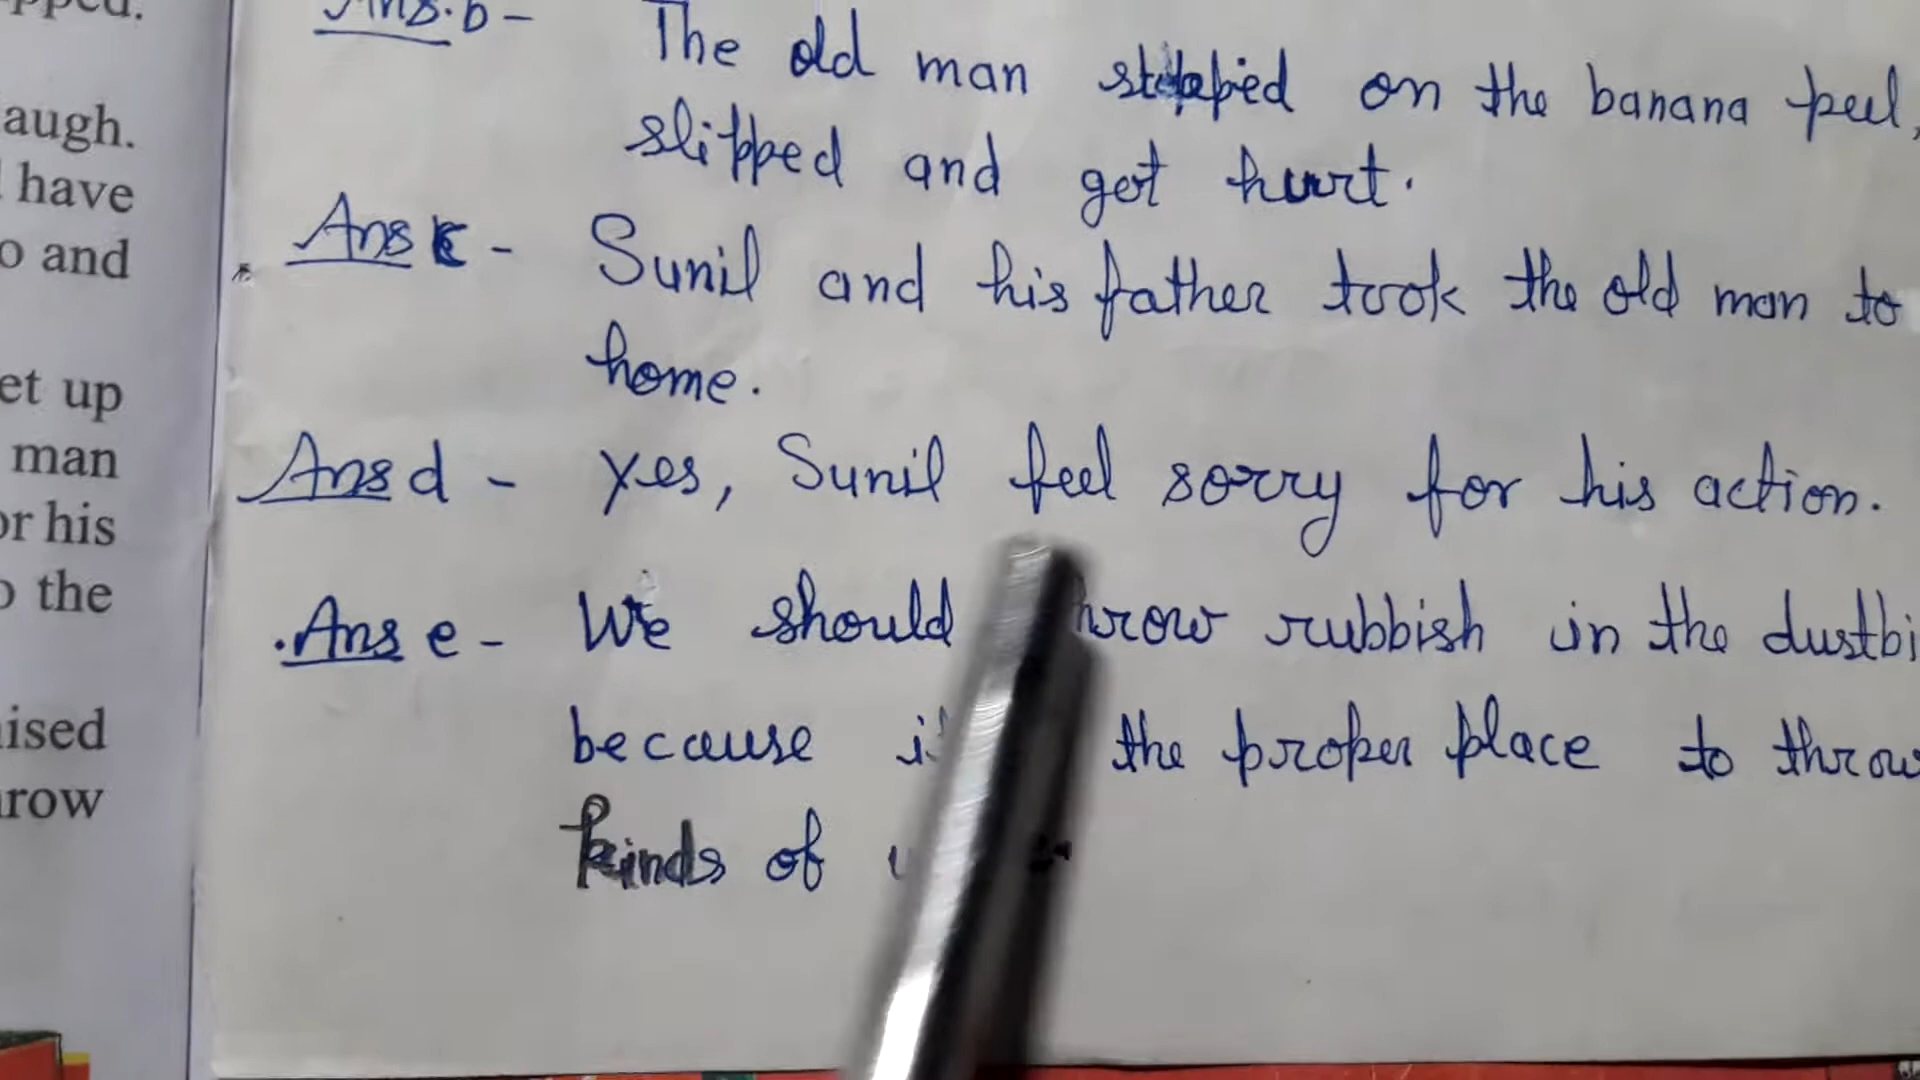 augh.
have
o and
et up
man
or his
o the
ised
row
Ans.b - The old man stepped on the banana peel,
slipped and got hurt.
Ans c - Sunil and his father took the old man to
home.
Ans d - Yes, Sunil feel sorry for his action.
Ans e - We should throw rubbish in the dustbi
because the proper place to throw
kinds of